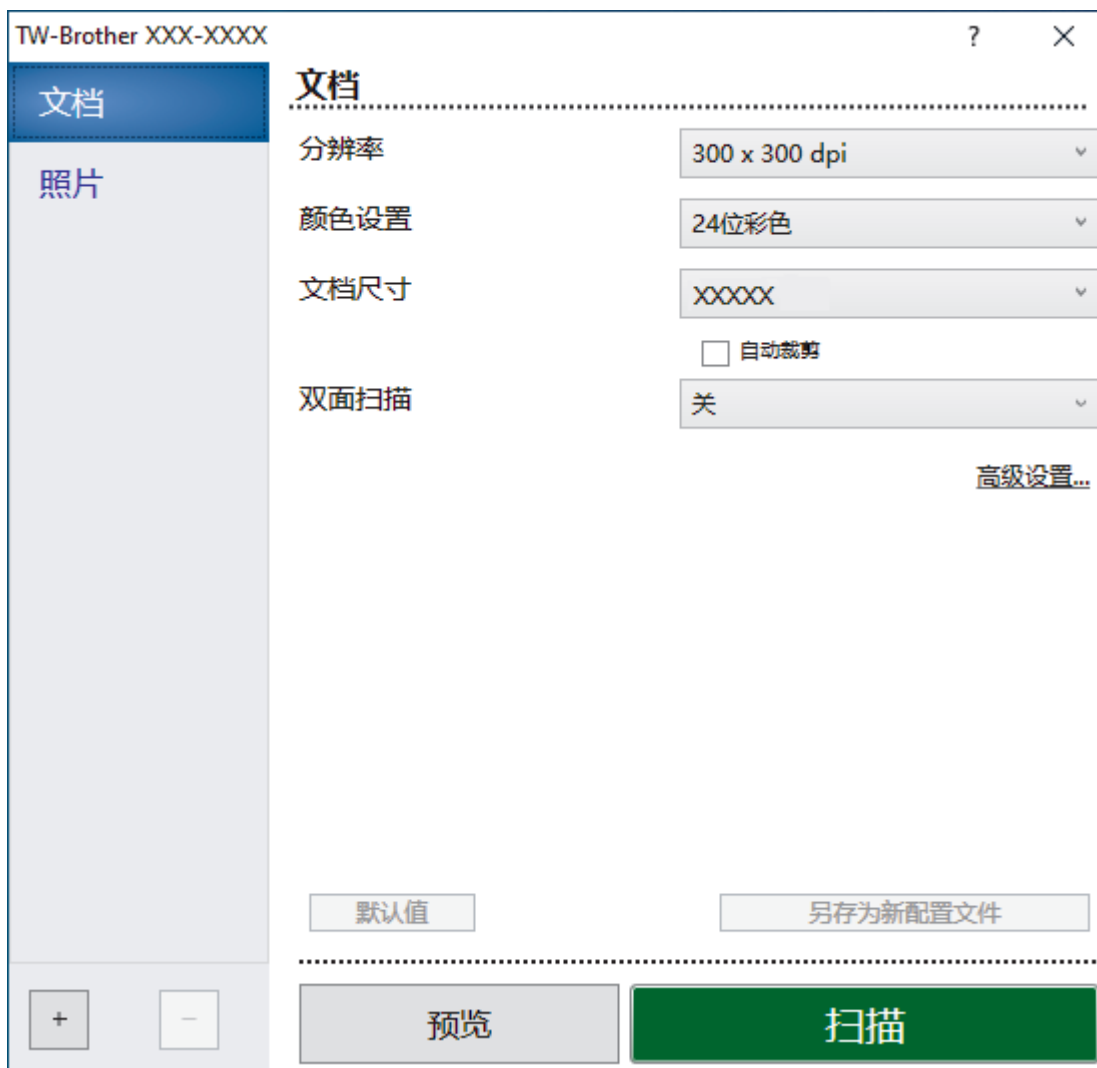 TW-Brother XXX-XXXX ? ×
文档
照片
文档
分辨率 300 x 300 dpi
颜色设置 24位彩色
文档尺寸 XXXXX
自动裁剪
双面扫描 关
高级设置...
默认值 另存为新配置文件
+ − 预览 扫描